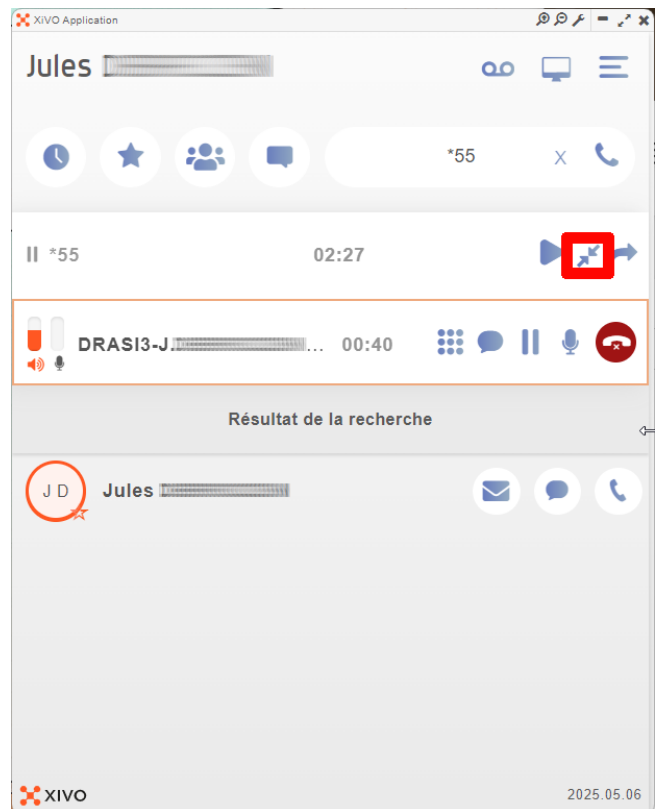 XiVO Application
Jules
*55 X
*55 02:27
DRASI3-J. ... 00:40
Résultat de la recherche
J D Jules
XIVO 2025.05.06